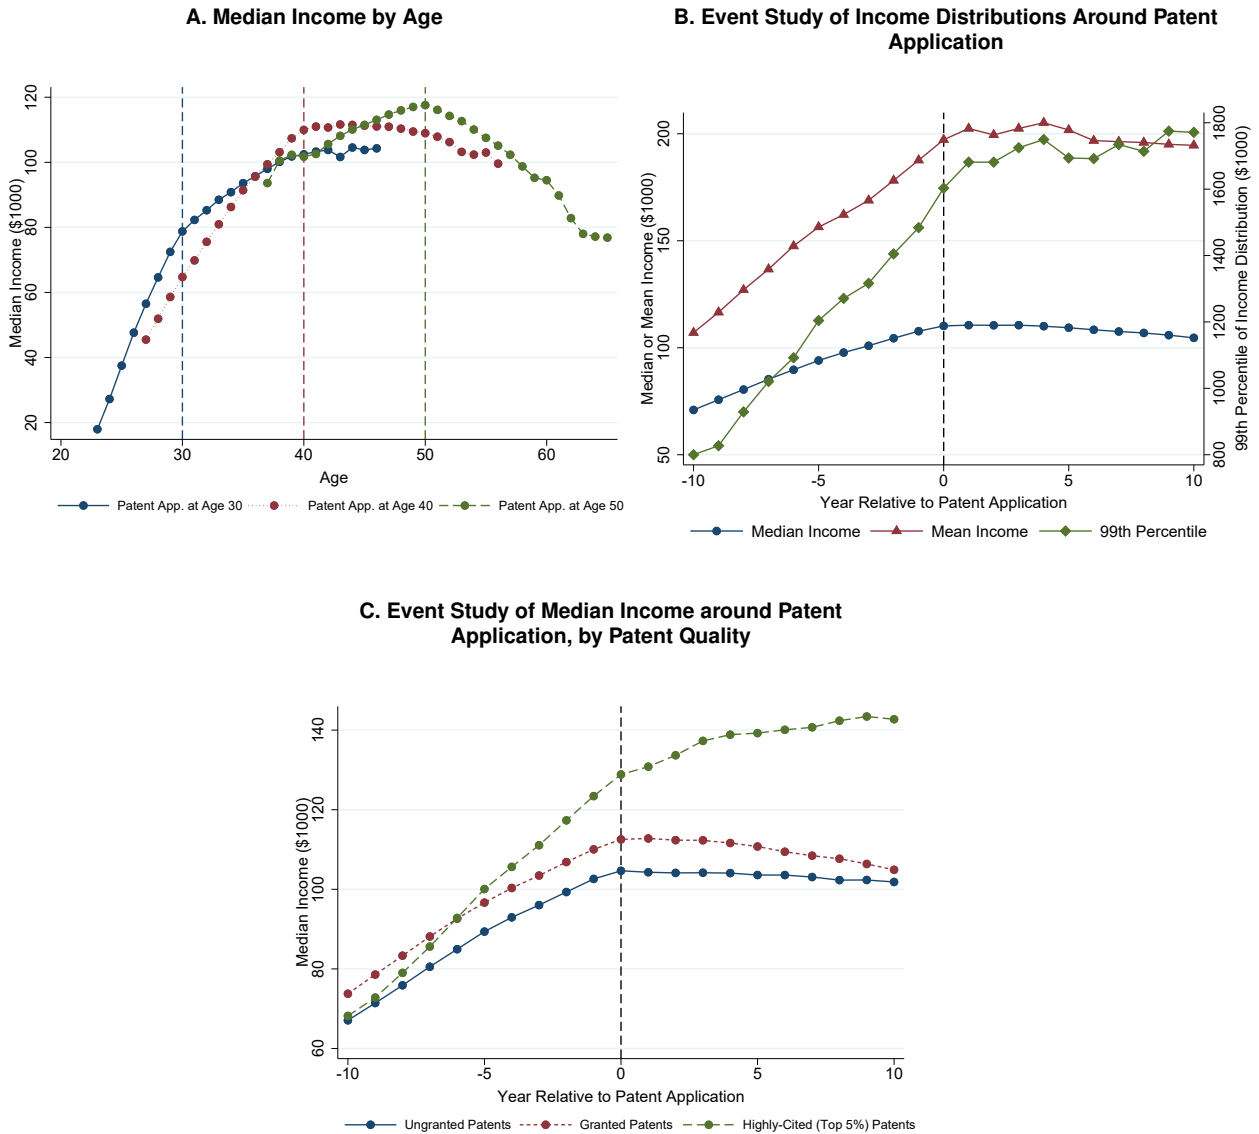 A. Median Income by Age
Median Income ($1000)
120
100
80
60
40
20
20 30 40 50 60
Age
Patent App. at Age 30 Patent App. at Age 40 Patent App. at Age 50
B. Event Study of Income Distributions Around Patent
Application
Median or Mean Income ($1000)
200
150
100
50
99th Percentile of Income Distribution ($1000)
1800
1600
1400
1200
1000
800
-10 -5 0 5 10
Year Relative to Patent Application
Median Income Mean Income 99th Percentile
C. Event Study of Median Income around Patent
Application, by Patent Quality
Median Income ($1000)
140
120
100
80
60
-10 -5 0 5 10
Year Relative to Patent Application
Ungranted Patents Granted Patents Highly-Cited (Top 5%) Patents